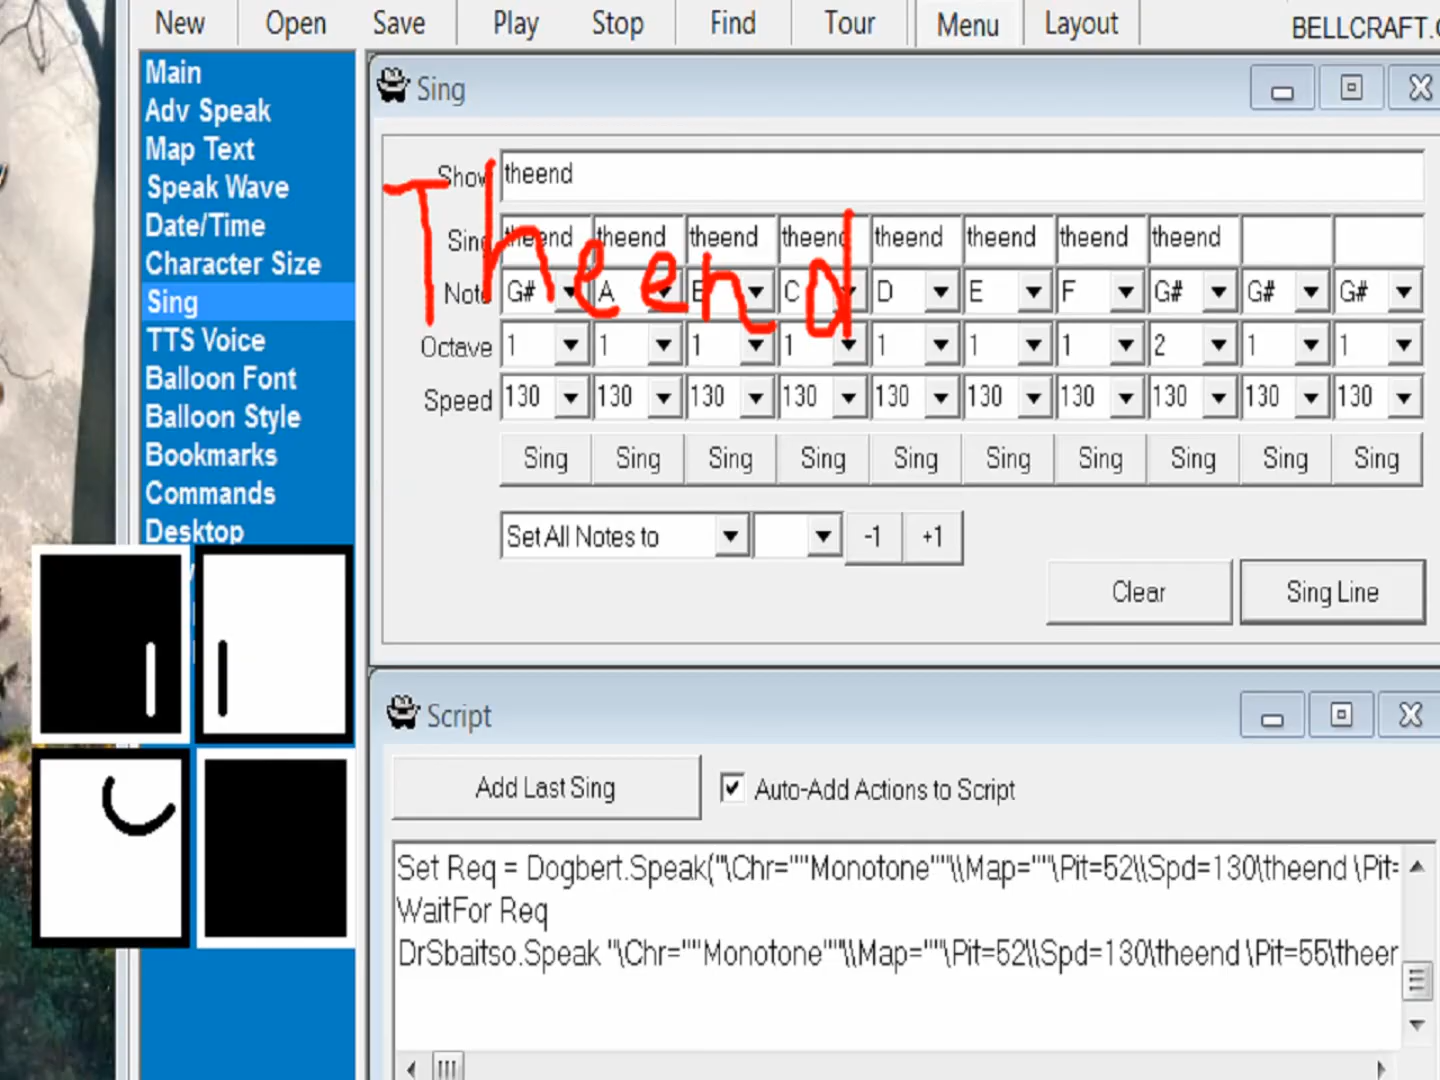 New Open Save Play Stop Find Tour Menu Layout
Main
Adv Speak
Map Text
Speak Wave
Date/Time
Character Size
Sing
TTS Voice
Balloon Font
Balloon Style
Bookmarks
Commands
Desktop
Sing
Show theend
Sing theend theend theend theend theend theend theend theend
Note G# A C D E F G# G# G#
Octave 1 1 1 1 1 1 1 2 1 1
Speed 130 130 130 130 130 130 130 130 130 130
Sing Sing Sing Sing Sing Sing Sing Sing Sing Sing
The end
Set All Notes to -1 +1
Clear Sing Line
Script
Add Last Sing Auto-Add Actions to Script
Set Req = Dogbert.Speak("\Chr=""Monotone""\\Map=""\Pit=52\\Spd=130\theend \Pit=
WaitFor Req
DrSbaitso.Speak "\Chr=""Monotone""\\Map=""\Pit=52\\Spd=130\theend \Pit=55\